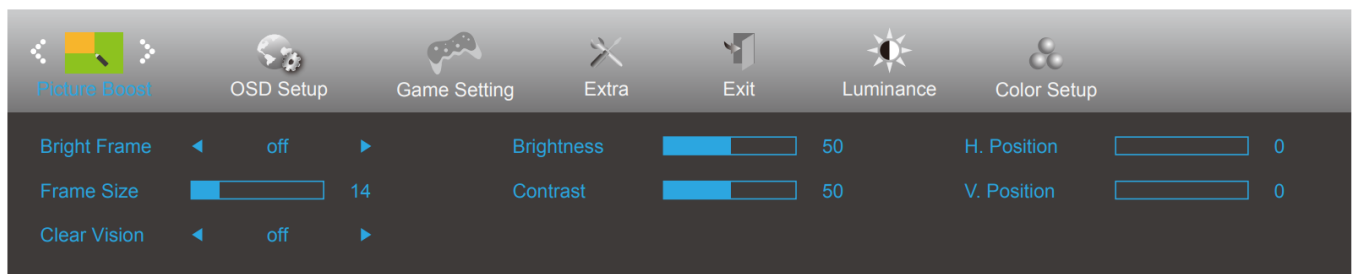 Picture Boost OSD Setup Game Setting Extra Exit Luminance Color Setup
Bright Frame off Brightness 50 H. Position 0
Frame Size 14 Contrast 50 V. Position 0
Clear Vision off